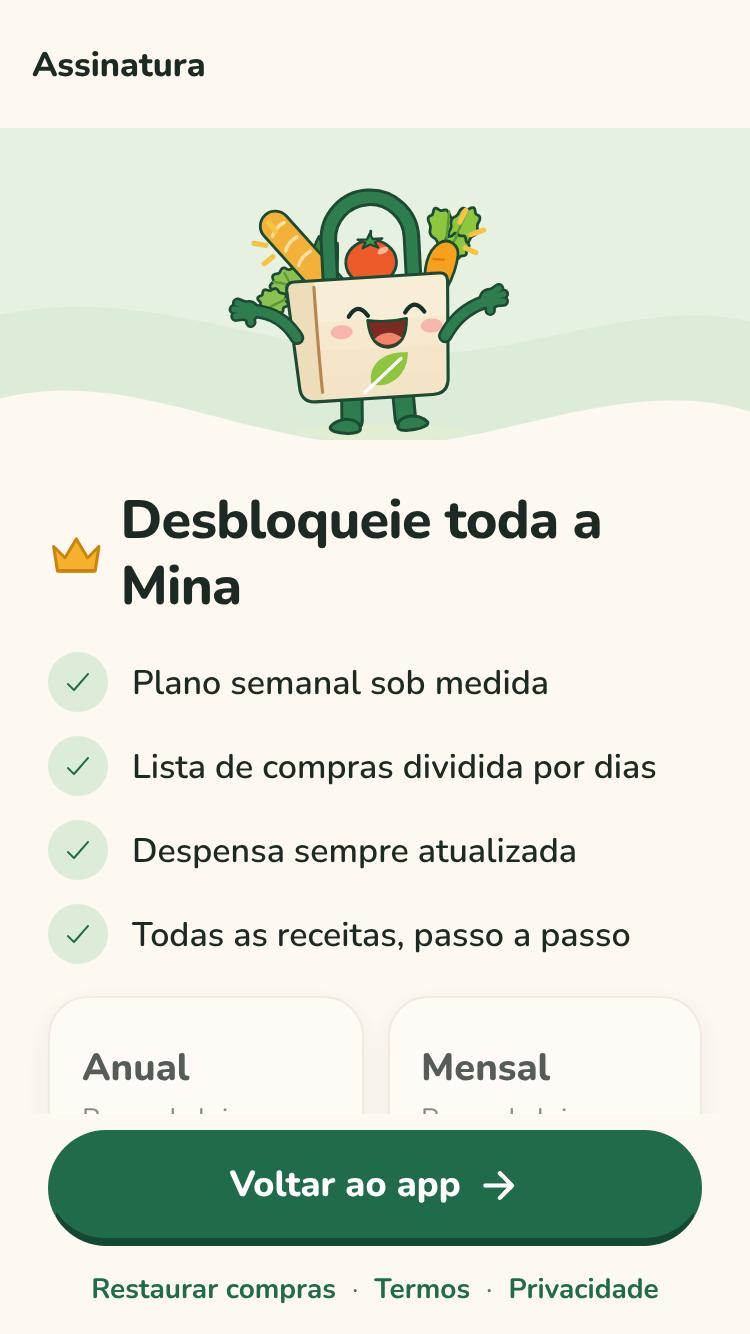 Assinatura
Desbloqueie toda a
Mina
Plano semanal sob medida
Lista de compras dividida por dias
Despensa sempre atualizada
Todas as receitas, passo a passo
Anual
Mensal
Voltar ao app
Restaurar compras · Termos · Privacidade